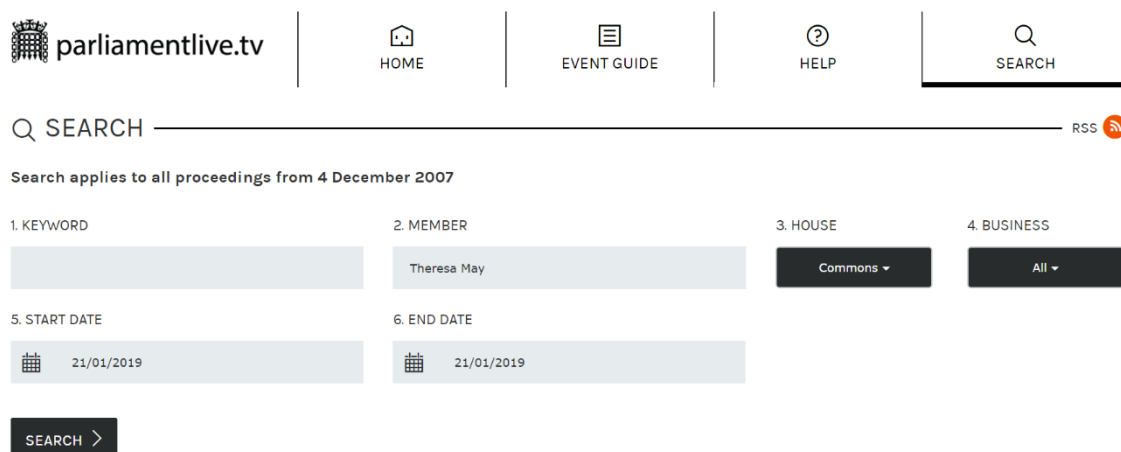 parliamentlive.tv
HOME
EVENT GUIDE
HELP
SEARCH
SEARCH
RSS
Search applies to all proceedings from 4 December 2007
1. KEYWORD
2. MEMBER
3. HOUSE
4. BUSINESS
Theresa May
Commons
All
5. START DATE
6. END DATE
21/01/2019
21/01/2019
SEARCH